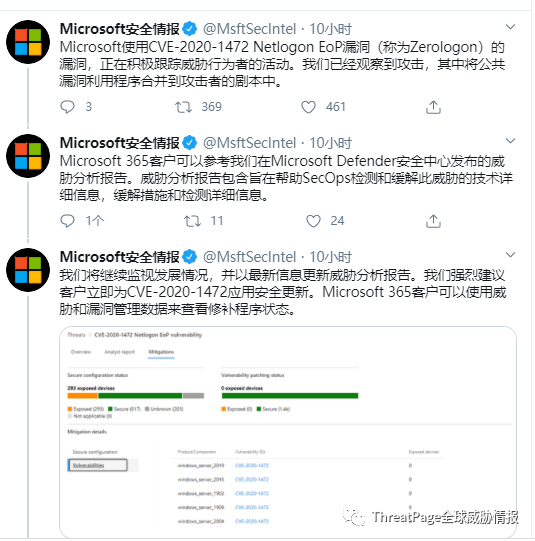 Microsoft安全情报 @MsftSecIntel · 10小时
Microsoft使用CVE-2020-1472 Netlogon EoP漏洞（称为Zerologon）的
漏洞，正在积极跟踪威胁行为者的活动。我们已经观察到攻击，其中将公共
漏洞利用程序合并到攻击者的剧本中。
3 369 461
Microsoft安全情报 @MsftSecIntel · 10小时
Microsoft 365客户可以参考我们在Microsoft Defender安全中心发布的威
胁分析报告。威胁分析报告包含旨在帮助SecOps检测和缓解此威胁的技术详
细信息，缓解措施和检测详细信息。
1个 11 24
Microsoft安全情报 @MsftSecIntel · 10小时
我们将继续监视发展情况，并以最新信息更新威胁分析报告。我们强烈建议
客户立即为CVE-2020-1472应用安全更新。Microsoft 365客户可以使用威
胁和漏洞管理数据来查看修补程序状态。
Threats > CVE-2020-1472 Netlogon EoP vulnerability
Overview Analyst report Mitigations
Secure configuration status Vulnerability patching status
293 exposed devices 0 exposed devices
Exposed (293) Secure (817) Unknown (205) Exposed (0) Secure (1.4k)
Not applicable (0)
Mitigation details
Secure configuration Product/Component Vulnerability IDs Exposed devices
Vulnerabilities windows_server_2019 CVE-2020-1472 0
windows_server_2016 CVE-2020-1472 0
windows_server_1903 CVE-2020-1472 0
windows_server_1909 CVE-2020-1472 0
windows_server_2004 CVE-2020-1472 0
ThreatPage全球威胁情报